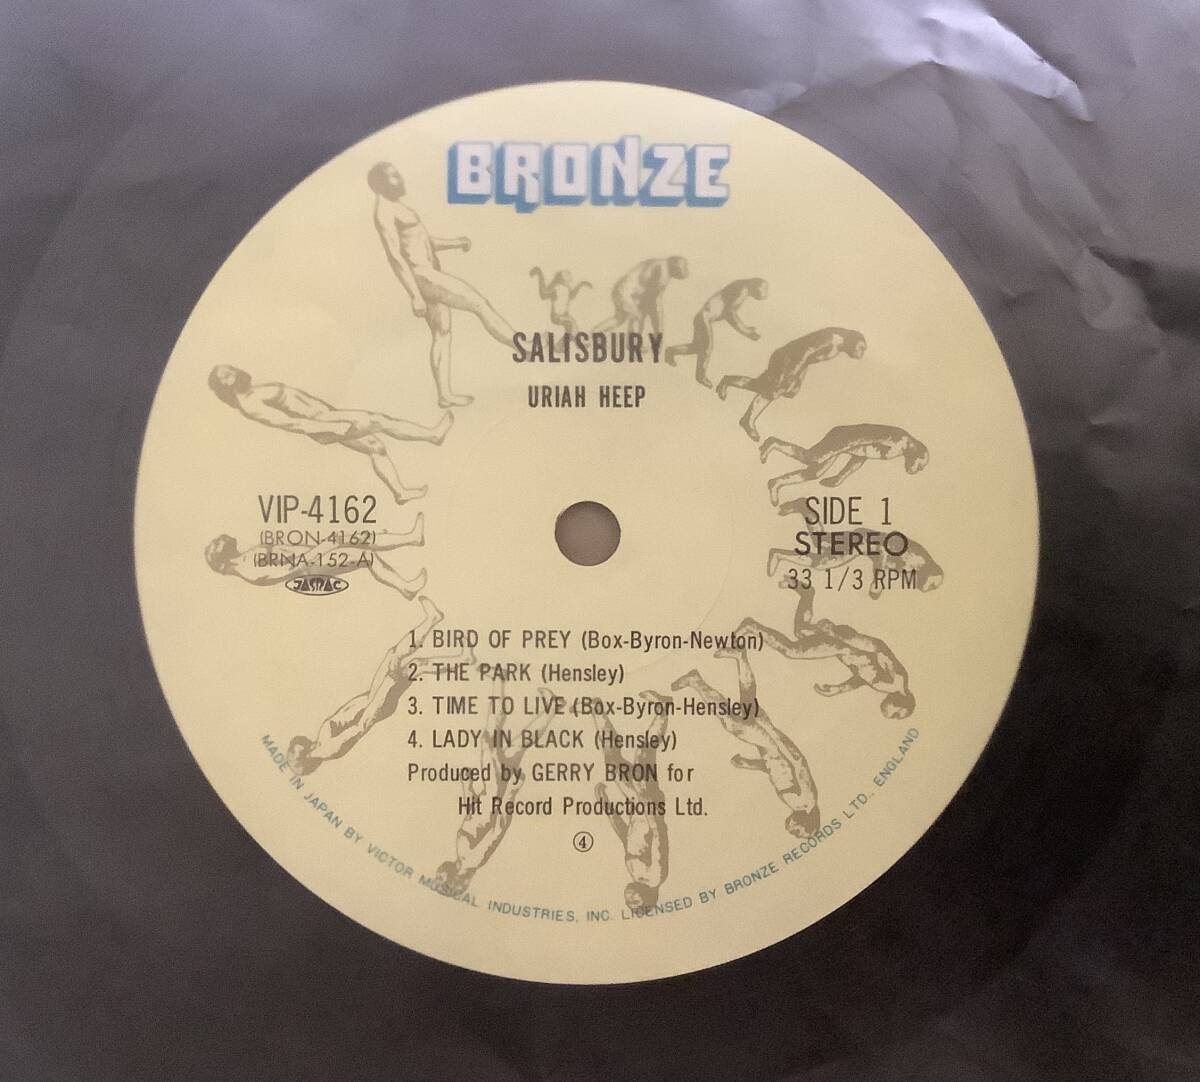 BRONZE
SALISBURY
URIAH HEEP
VIP-4162
(BRON-4162)
(BRNA-152-A)
JASRAC
SIDE 1
STEREO
33 1/3 RPM
1. BIRD OF PREY (Box-Byron-Newton)
2. THE PARK (Hensley)
3. TIME TO LIVE (Box-Byron-Hensley)
4. LADY IN BLACK (Hensley)
Produced by GERRY BRON for
Hit Record Productions Ltd.
④
MADE IN JAPAN BY VICTOR MUSICAL INDUSTRIES, INC. LICENSED BY BRONZE RECORDS LTD., ENGLAND